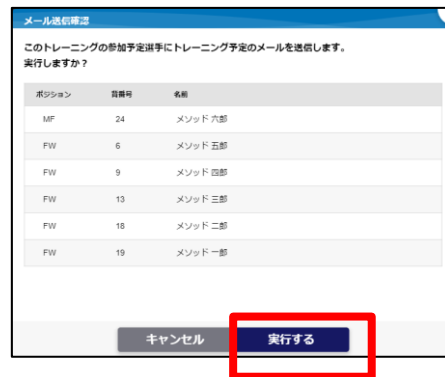 メール送信確認
このトレーニングの参加予定選手にトレーニング予定のメールを送信します。
実行しますか？
ポジション 背番号 名前
MF 24 メソッド 六郎
FW 6 メソッド 五郎
FW 9 メソッド 四郎
FW 13 メソッド 三郎
FW 18 メソッド 二郎
FW 19 メソッド 一郎
キャンセル 実行する